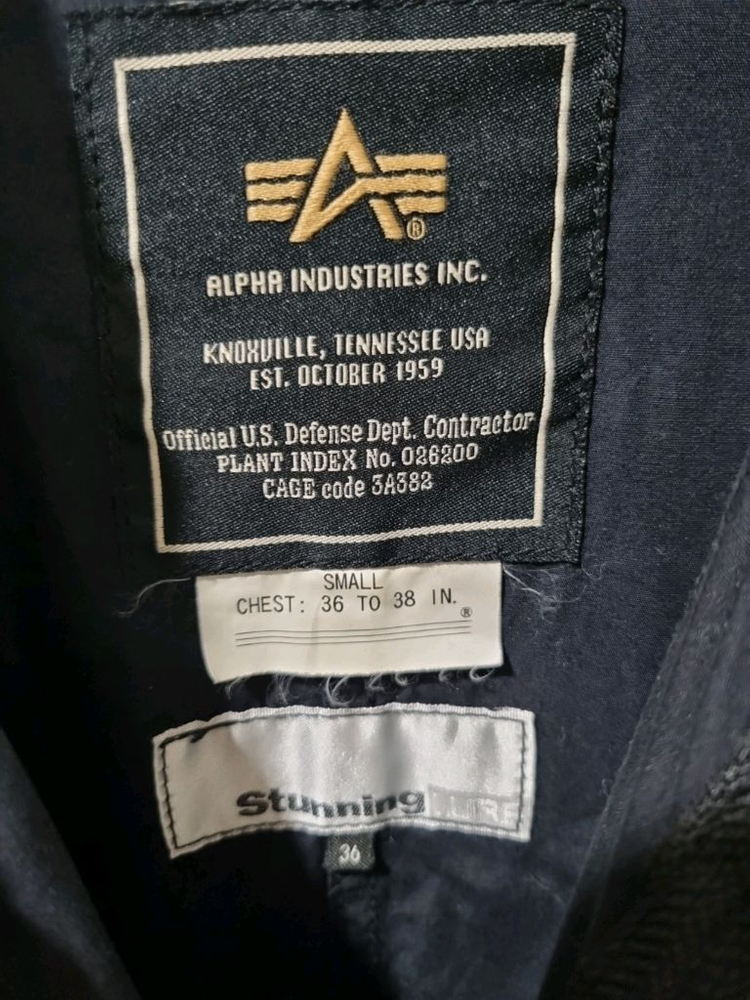 ®
ALPHA INDUSTRIES INC.
KNOXVILLE, TENNESSEE USA
EST. OCTOBER 1959
Official U.S. Defense Dept. Contractor
PLANT INDEX No. 026200
CAGE code 3A382
SMALL
CHEST: 36 TO 38 IN.
®
Stunning LURE
36